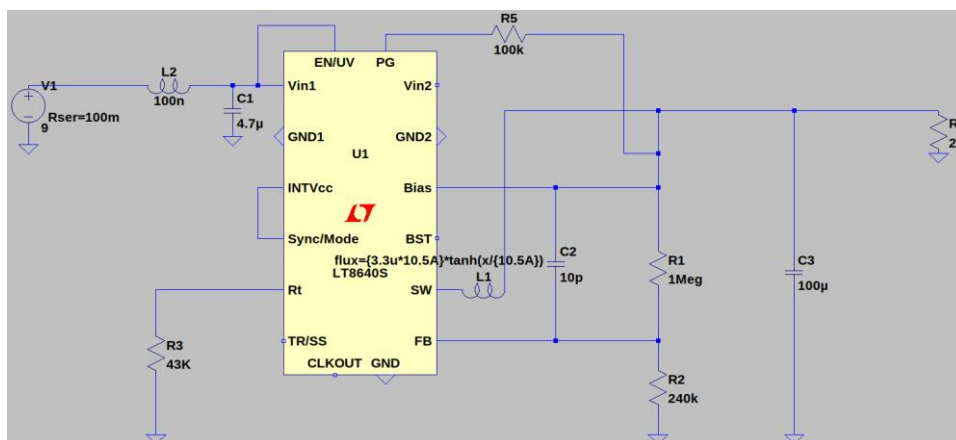 R5
100k
EN/UV PG
V1
L2
100n
Vin1
Vin2
Rser=100m
9
C1
4.7µ
GND1
GND2
R
2
U1
INTVcc
Bias
Sync/Mode
BST
flux={3.3u*10.5A}*tanh(x/{10.5A})
LT8640S
L1
C2
10p
R1
1Meg
C3
100µ
Rt
SW
R3
43K
TR/SS
FB
CLKOUT GND
R2
240k